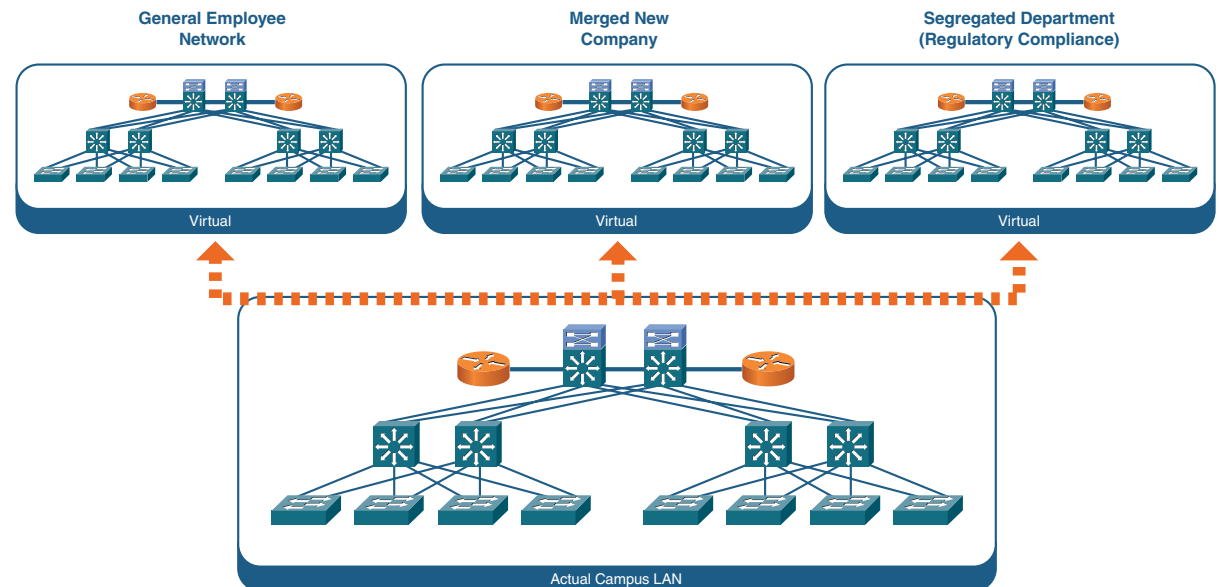 General Employee
Network
Merged New
Company
Segregated Department
(Regulatory Compliance)
Virtual
Virtual
Virtual
Actual Campus LAN